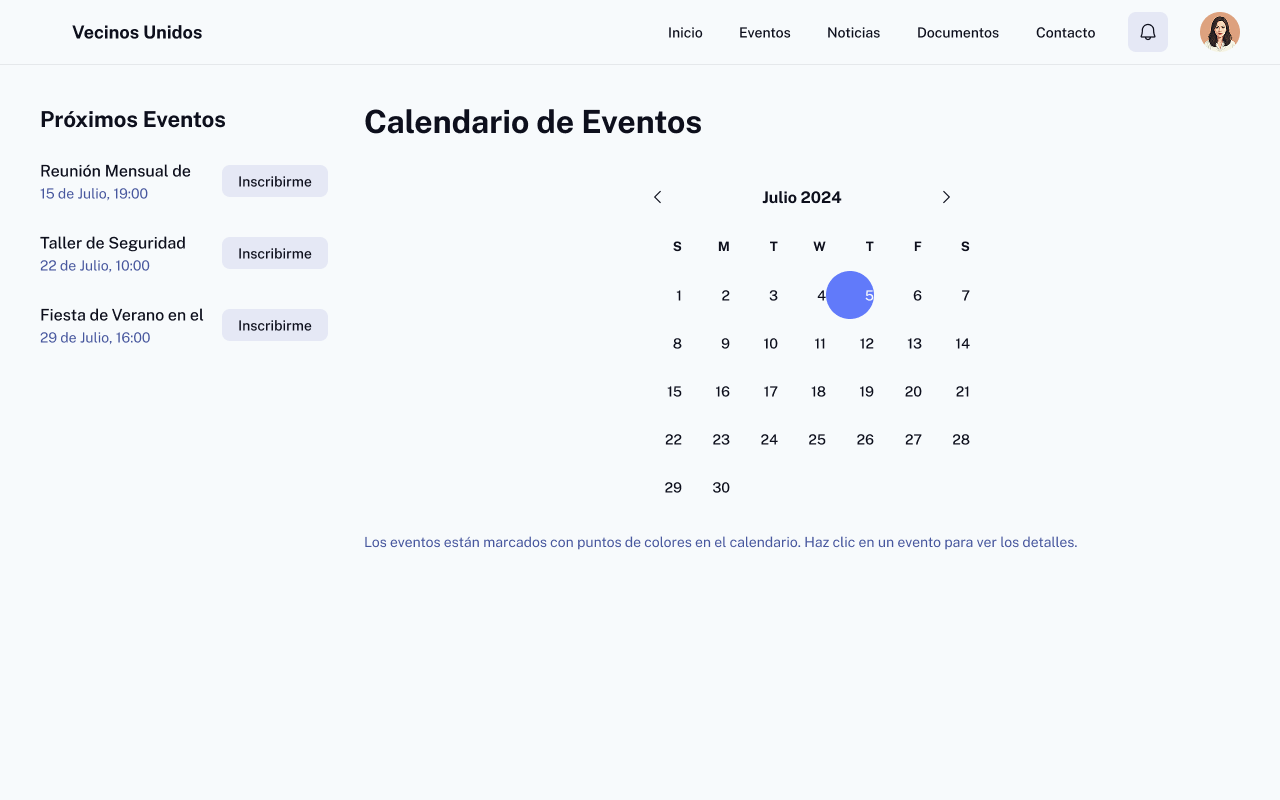 Vecinos Unidos
Inicio Eventos Noticias Documentos Contacto
Próximos Eventos
Reunión Mensual de
15 de Julio, 19:00
Inscribirme
Taller de Seguridad
22 de Julio, 10:00
Inscribirme
Fiesta de Verano en el
29 de Julio, 16:00
Inscribirme
Calendario de Eventos
Julio 2024
S M T W T F S
1 2 3 4 5 6 7
8 9 10 11 12 13 14
15 16 17 18 19 20 21
22 23 24 25 26 27 28
29 30
Los eventos están marcados con puntos de colores en el calendario. Haz clic en un evento para ver los detalles.